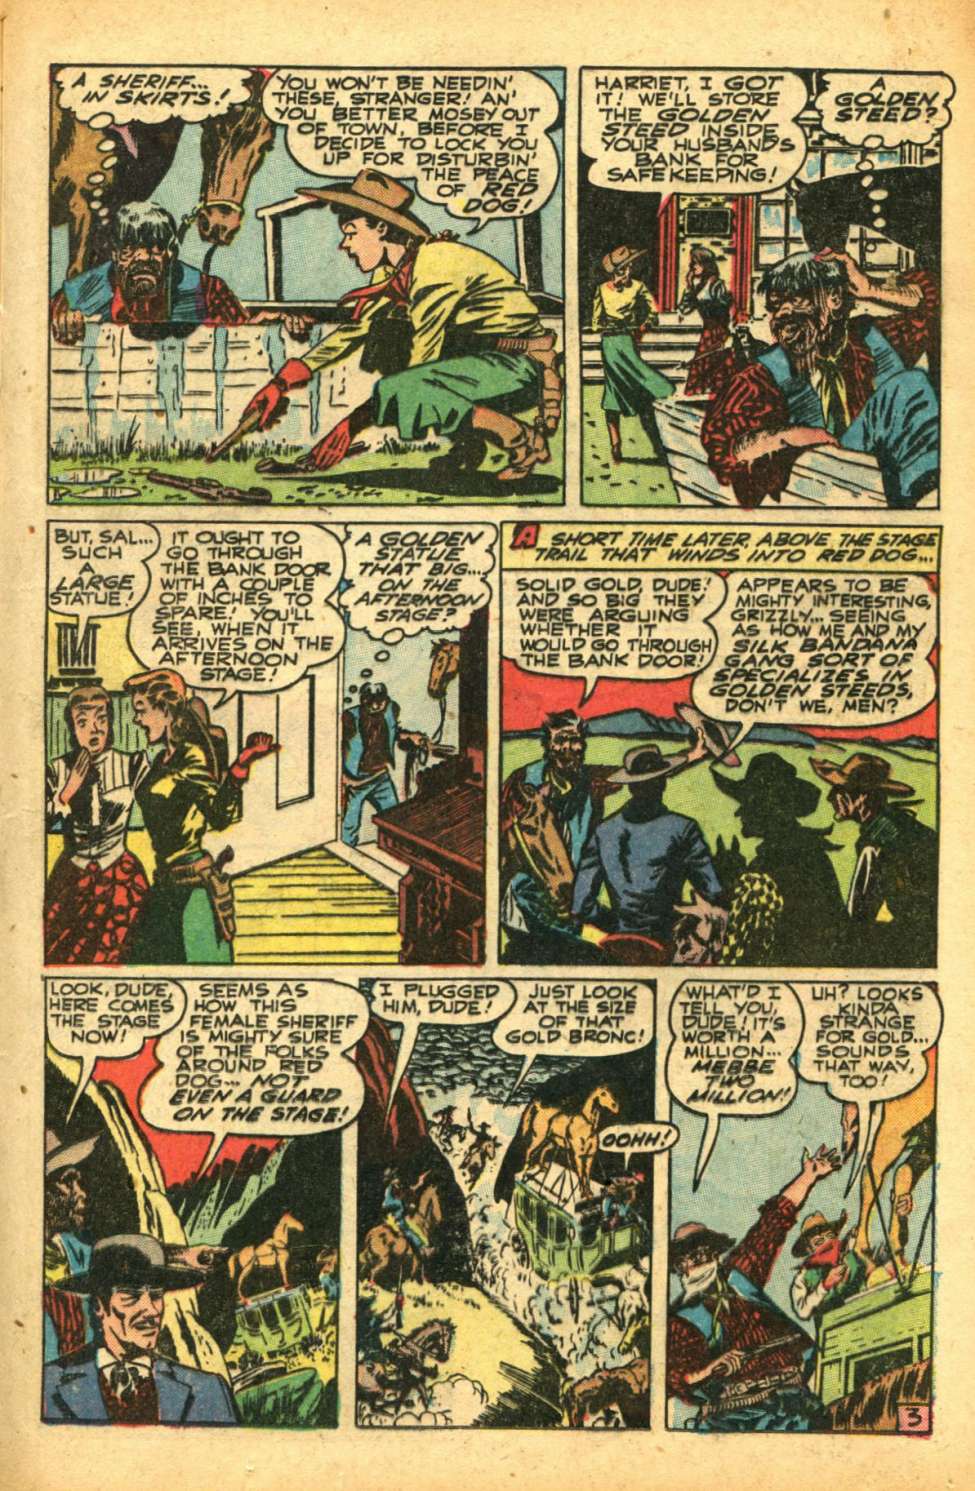 A SHERIFF...
IN SKIRTS!
YOU WON'T BE NEEDIN'
THESE, STRANGER! AN'
YOU BETTER MOSEY OUT
OF TOWN, BEFORE I
DECIDE TO LOCK YOU
UP FOR DISTURBIN'
THE PEACE
OF RED
DOG!
HARRIET, I GOT
IT! WE'LL STORE
THE GOLDEN
STEED INSIDE
YOUR HUSBAND'S
BANK FOR
SAFEKEEPING!
A
GOLDEN
STEED?
BUT, SAL...
SUCH
A
LARGE
STATUE!
IT OUGHT TO
GO THROUGH
THE BANK DOOR
WITH A COUPLE
OF INCHES TO
SPARE! YOU'LL
SEE, WHEN IT
ARRIVES ON THE
AFTERNOON
STAGE!
A GOLDEN
STATUE
THAT BIG...
ON THE
AFTERNOON
STAGE?
A SHORT TIME LATER, ABOVE THE STAGE
TRAIL THAT WINDS INTO RED DOG...
SOLID GOLD, DUDE!
AND SO BIG THEY
WERE ARGUING
WHETHER IT
WOULD GO THROUGH
THE BANK DOOR!
APPEARS TO BE
MIGHTY INTERESTING,
GRIZZLY... SEEING
AS HOW ME AND MY
SILK BANDANA
GANG SORT OF
SPECIALIZES IN
GOLDEN STEEDS,
DON'T WE, MEN?
LOOK, DUDE,
HERE COMES
THE STAGE
NOW!
SEEMS AS
HOW THIS
FEMALE SHERIFF
IS MIGHTY SURE
OF THE FOLKS
AROUND RED
DOG... NOT
EVEN A GUARD
ON THE STAGE!
I PLUGGED
HIM, DUDE!
JUST LOOK
AT THE SIZE
OF THAT
GOLD BRONC!
OOHH!
WHAT'D I
TELL YOU,
DUDE! IT'S
WORTH A
MILLION...
MEBBE
TWO
MILLION!
UH? LOOKS
KINDA
STRANGE
FOR GOLD...
SOUNDS
THAT WAY,
TOO!
3